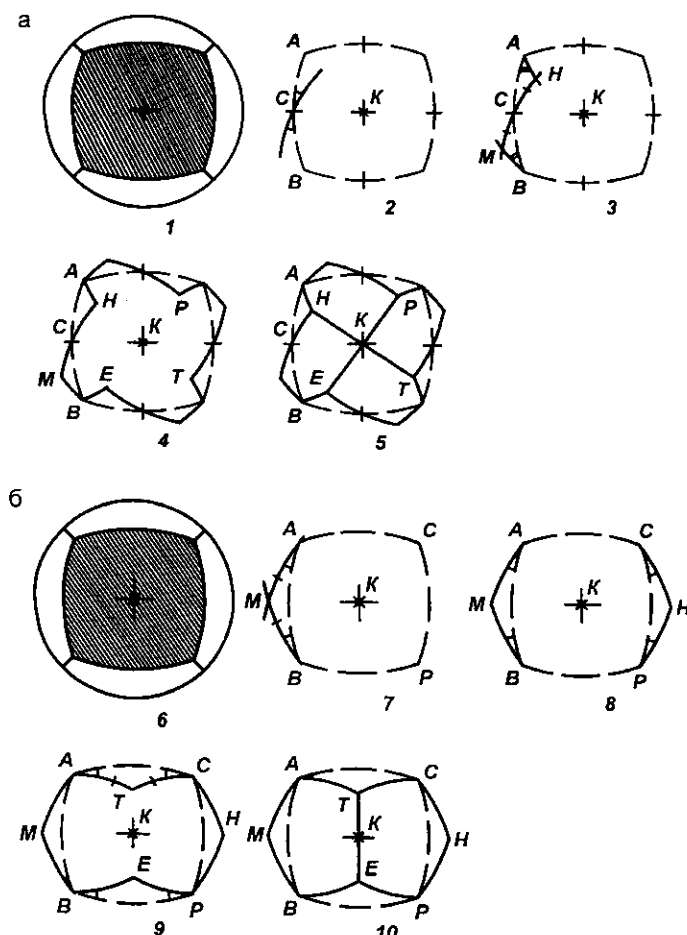 а
А
С
К
В
1
2
А
Н
С
К
М
В
3
А
Н
Р
С
К
М
Е
Т
В
4
А
Н
Р
С
К
Е
Т
В
5
б
6
А
С
К
М
В
Р
7
А
С
К
М
Н
В
Р
8
А
С
Т
К
М
Н
Е
В
Р
9
А
С
Т
К
М
Н
Е
В
Р
10